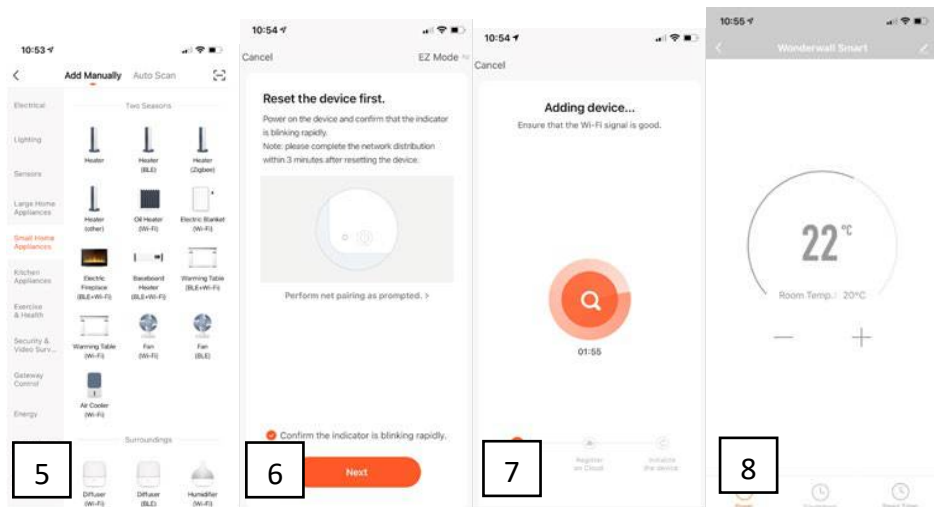 10:53
Add Manually Auto Scan
Electrical
Lighting
Sensors
Large Home
Appliances
Small Home
Appliances
Kitchen
Appliances
Exercise
& Health
Security &
Video Surv...
Gateway
Control
Energy
Two Seasons
Heater
Heater
(BLE)
Heater
(Zigbee)
Heater
(other)
Oil Heater
(Wi-Fi)
Electric Blanket
(Wi-Fi)
Electric
Fireplace
(BLE+Wi-Fi)
Baseboard
Heater
(BLE+Wi-Fi)
Warming Table
(BLE+Wi-Fi)
Warming Table
(Wi-Fi)
Fan
(Wi-Fi)
Fan
(BLE)
Air Cooler
(Wi-Fi)
Surroundings
Diffuser
(Wi-Fi)
Diffuser
(BLE)
Humidifier
(Wi-Fi)
5
10:54
Cancel EZ Mode
Reset the device first.
Power on the device and confirm that the indicator
is blinking rapidly.
Note: please complete the network distribution
within 3 minutes after resetting the device.
Perform net pairing as prompted. >
Confirm the indicator is blinking rapidly.
Next
6
10:54
Cancel
Adding device...
Ensure that the Wi-Fi signal is good.
01:55
Register
on Cloud
Initialize
the device
7
10:55
Wonderwall Smart
22 °C
Room Temp.: 20°C
8
Room